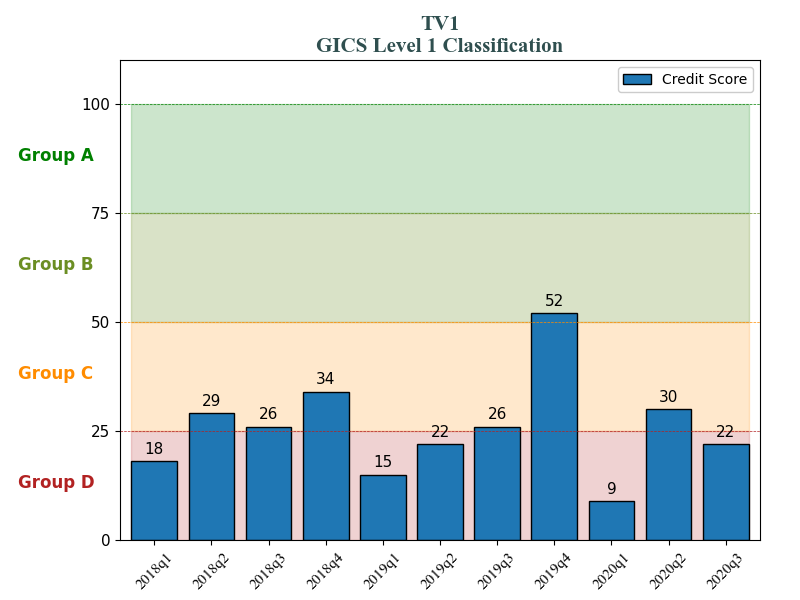 TV1
GICS Level 1 Classification
Credit Score
100
Group A
75
Group B
52
50
34
Group C
29
30
26
26
25
22
22
18
15
Group D
9
0
2018q1 2018q2 2018q3 2018q4 2019q1 2019q2 2019q3 2019q4 2020q1 2020q2 2020q3